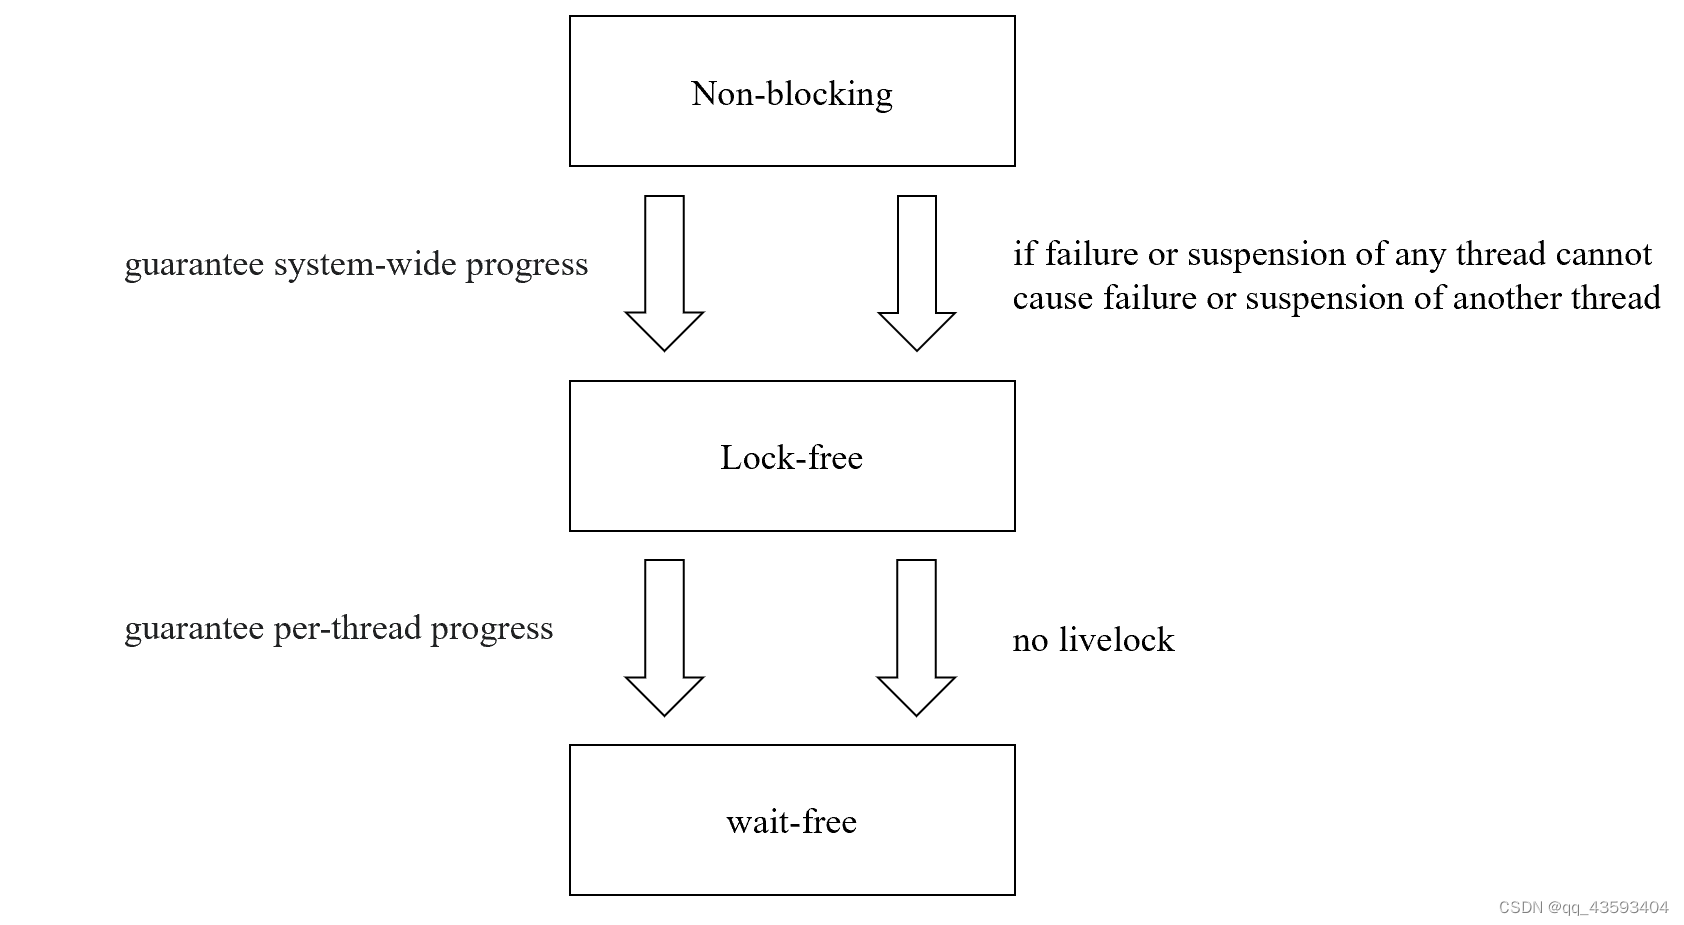 Non-blocking
guarantee system-wide progress
if failure or suspension of any thread cannot
cause failure or suspension of another thread
Lock-free
guarantee per-thread progress
no livelock
wait-free
CSDN @qq_43593404